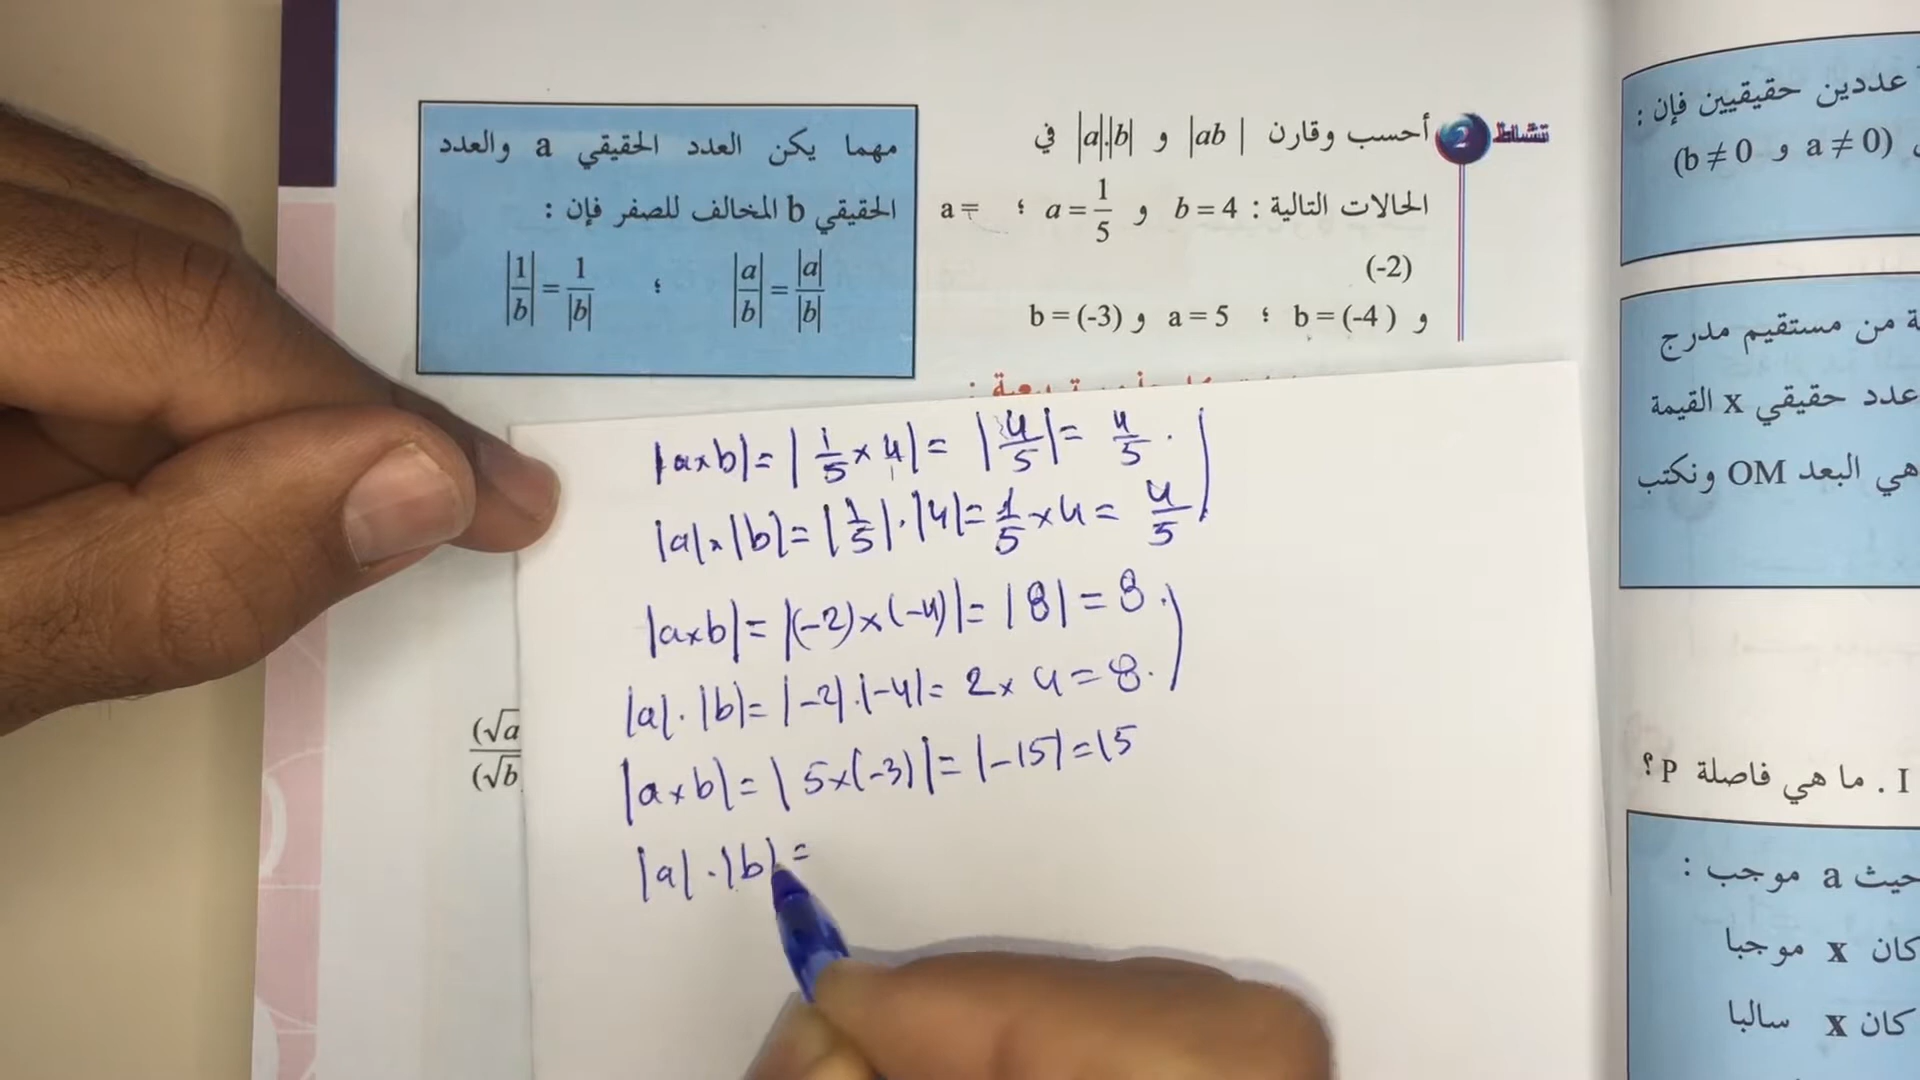 نشاط 2 أحسب وقارن |ab| و |a|.|b| في
الحالات التالية : b = 4 و a = 1/5 ؛ a =
(-2)
و b = (-4) ؛ a = 5 و b = (-3)
مهما يكن العدد الحقيقي a والعدد
الحقيقي b المخالف للصفر فإن :
|a/b| = |a|/|b| ؛ |1/b| = 1/|b|
|a×b| = |1/5 × 4| = |4/5| = 4/5 .
|a|×|b| = |1/5|.|4| = 1/5 × 4 = 4/5
|a×b| = |(-2)×(-4)| = |8| = 8 .
|a|.|b| = |-2|.|-4| = 2 × 4 = 8 .
|a×b| = |5×(-3)| = |-15| = 15
|a|.|b| =
(√a
(√b
عددين حقيقيين فإن :
(b ≠ 0 و a ≠ 0)
ة من مستقيم مدرج
عدد حقيقي x القيمة
هي البعد OM ونكتب
I . ما هي فاصلة P ؟
حيث a موجب :
كان x موجبا
كان x سالبا